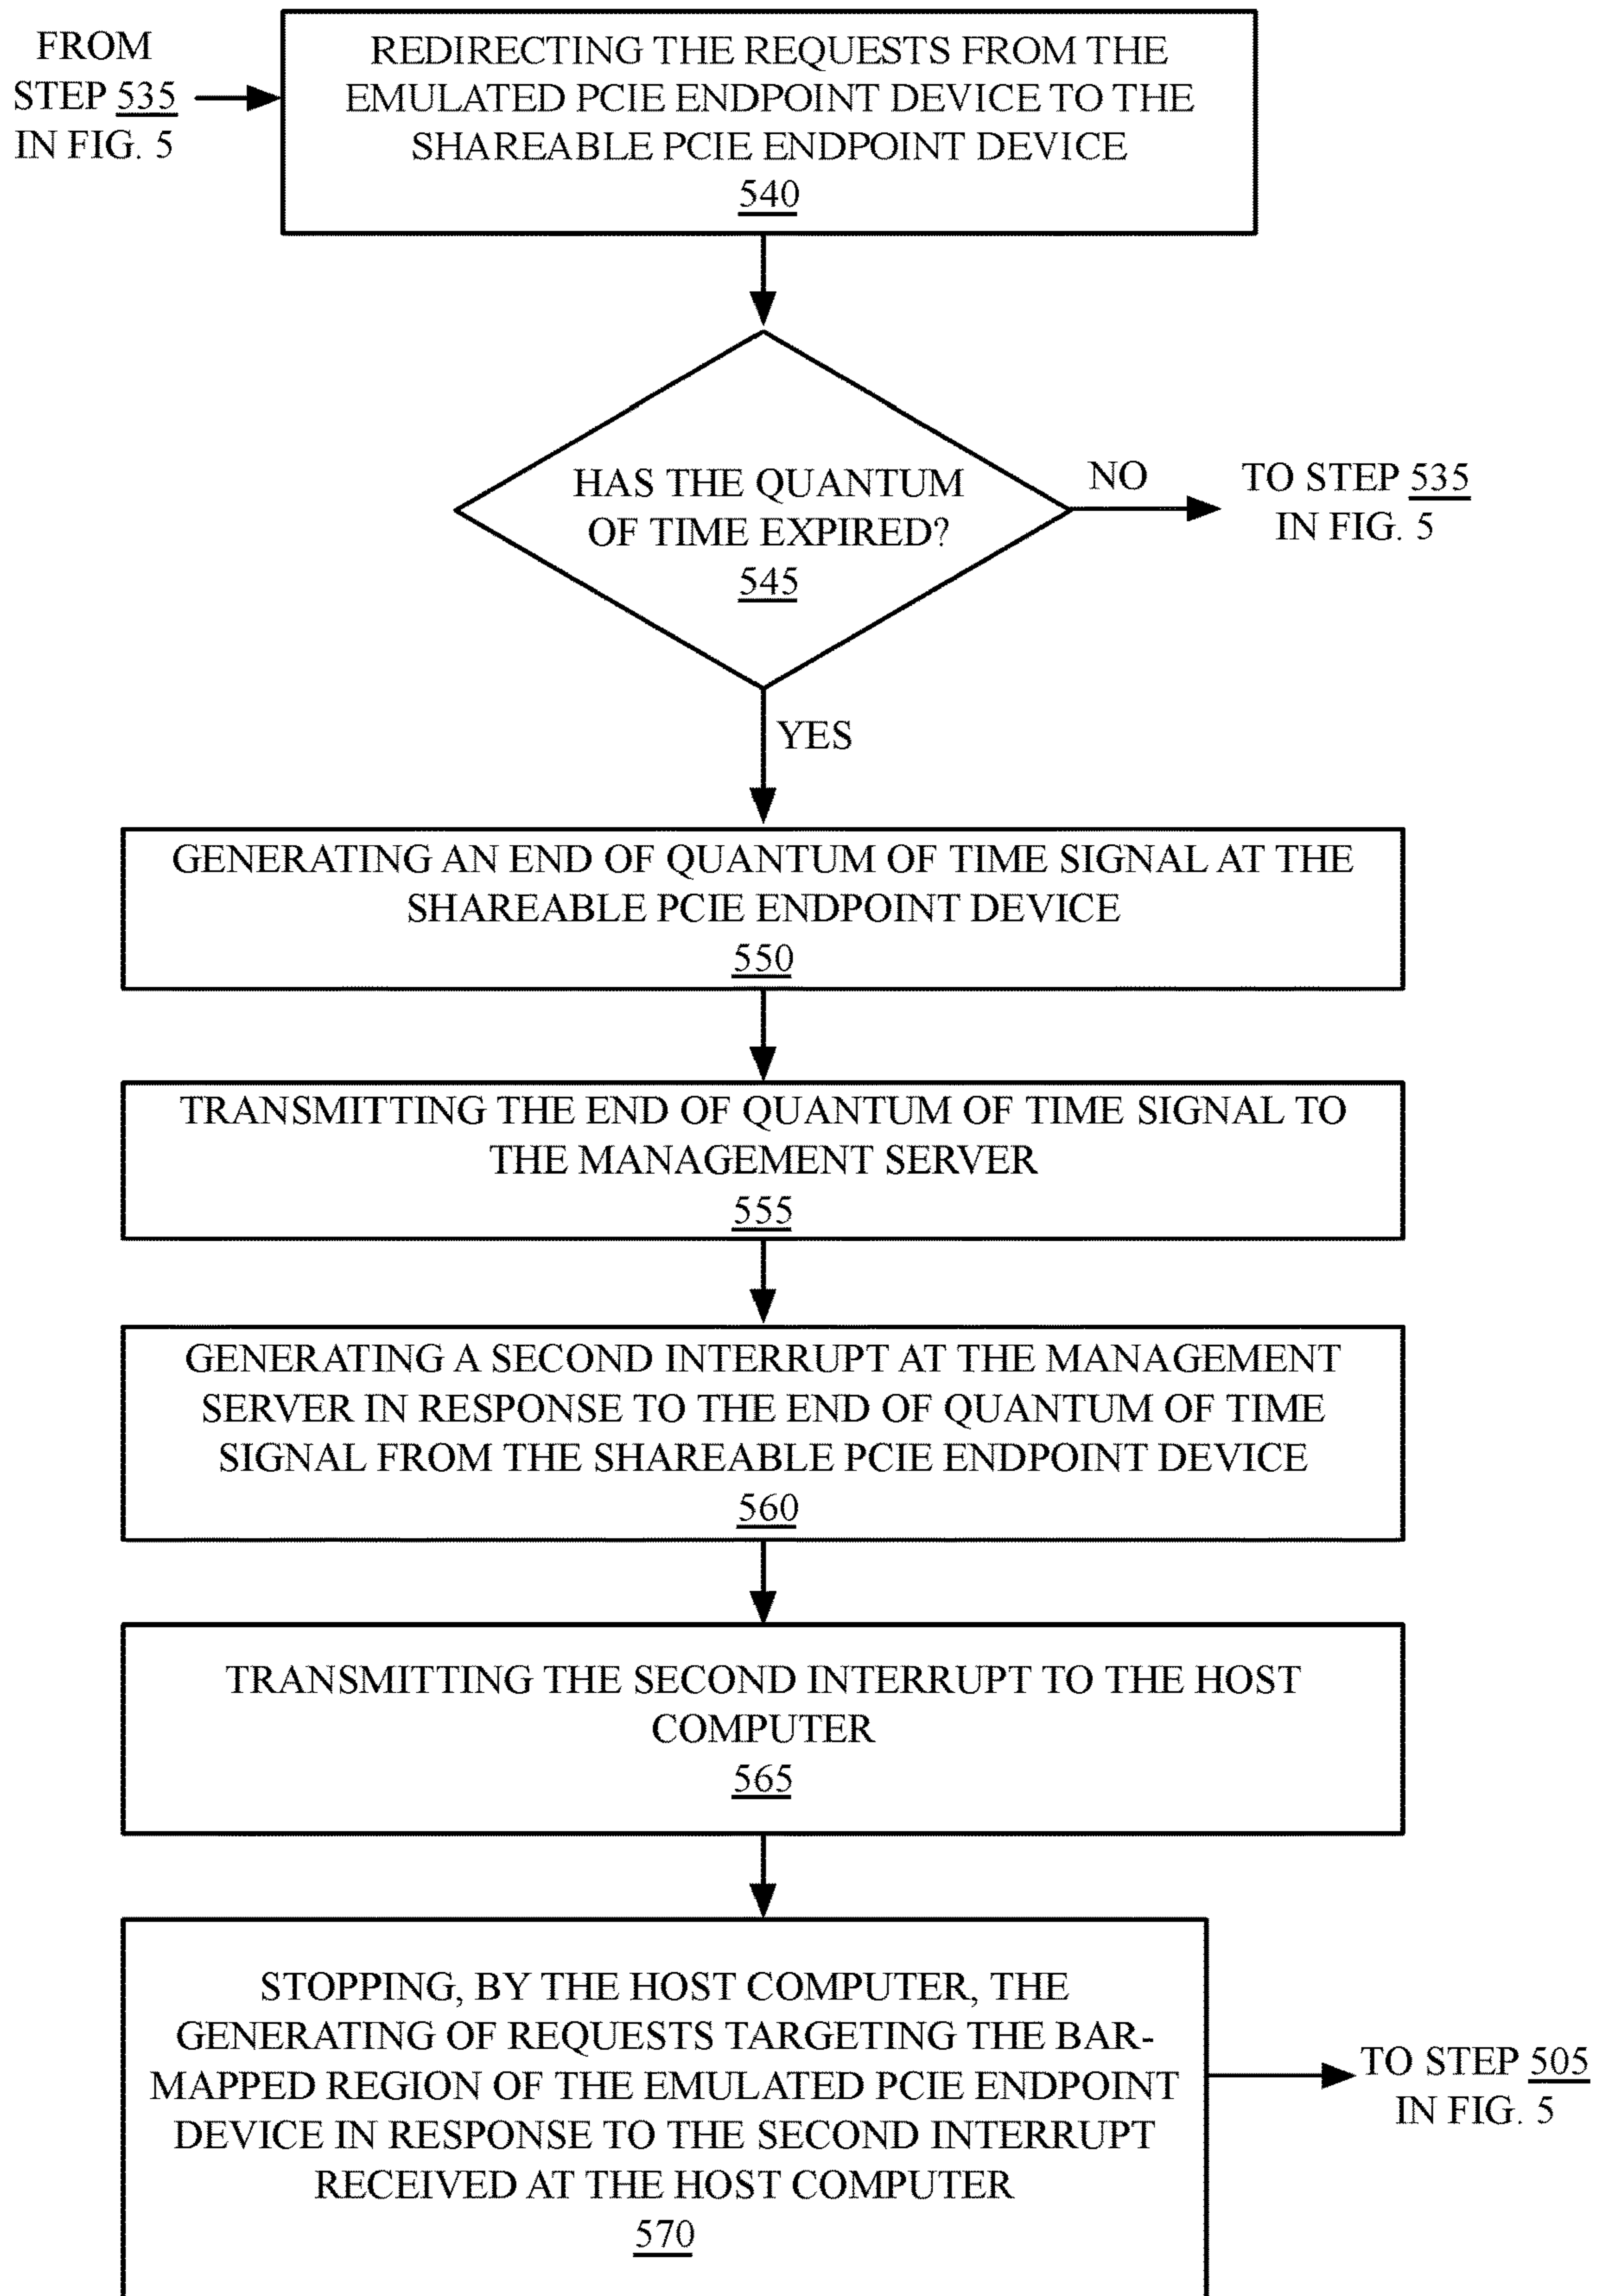 FROM
STEP 535
IN FIG. 5
REDIRECTING THE REQUESTS FROM THE
EMULATED PCIE ENDPOINT DEVICE TO THE
SHAREABLE PCIE ENDPOINT DEVICE
540
HAS THE QUANTUM
OF TIME EXPIRED?
545
NO
TO STEP 535
IN FIG. 5
YES
GENERATING AN END OF QUANTUM OF TIME SIGNAL AT THE
SHAREABLE PCIE ENDPOINT DEVICE
550
TRANSMITTING THE END OF QUANTUM OF TIME SIGNAL TO
THE MANAGEMENT SERVER
555
GENERATING A SECOND INTERRUPT AT THE MANAGEMENT
SERVER IN RESPONSE TO THE END OF QUANTUM OF TIME
SIGNAL FROM THE SHAREABLE PCIE ENDPOINT DEVICE
560
TRANSMITTING THE SECOND INTERRUPT TO THE HOST
COMPUTER
565
STOPPING, BY THE HOST COMPUTER, THE
GENERATING OF REQUESTS TARGETING THE BAR-
MAPPED REGION OF THE EMULATED PCIE ENDPOINT
DEVICE IN RESPONSE TO THE SECOND INTERRUPT
RECEIVED AT THE HOST COMPUTER
570
TO STEP 505
IN FIG. 5